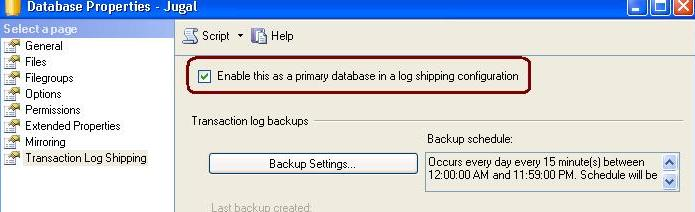 Database Properties - Jugal
Select a page
General
Files
Filegroups
Options
Permissions
Extended Properties
Mirroring
Transaction Log Shipping
Script
Help
Enable this as a primary database in a log shipping configuration
Transaction log backups
Backup Settings...
Backup schedule:
Occurs every day every 15 minute(s) between
12:00:00 AM and 11:59:00 PM. Schedule will be
Last backup created: